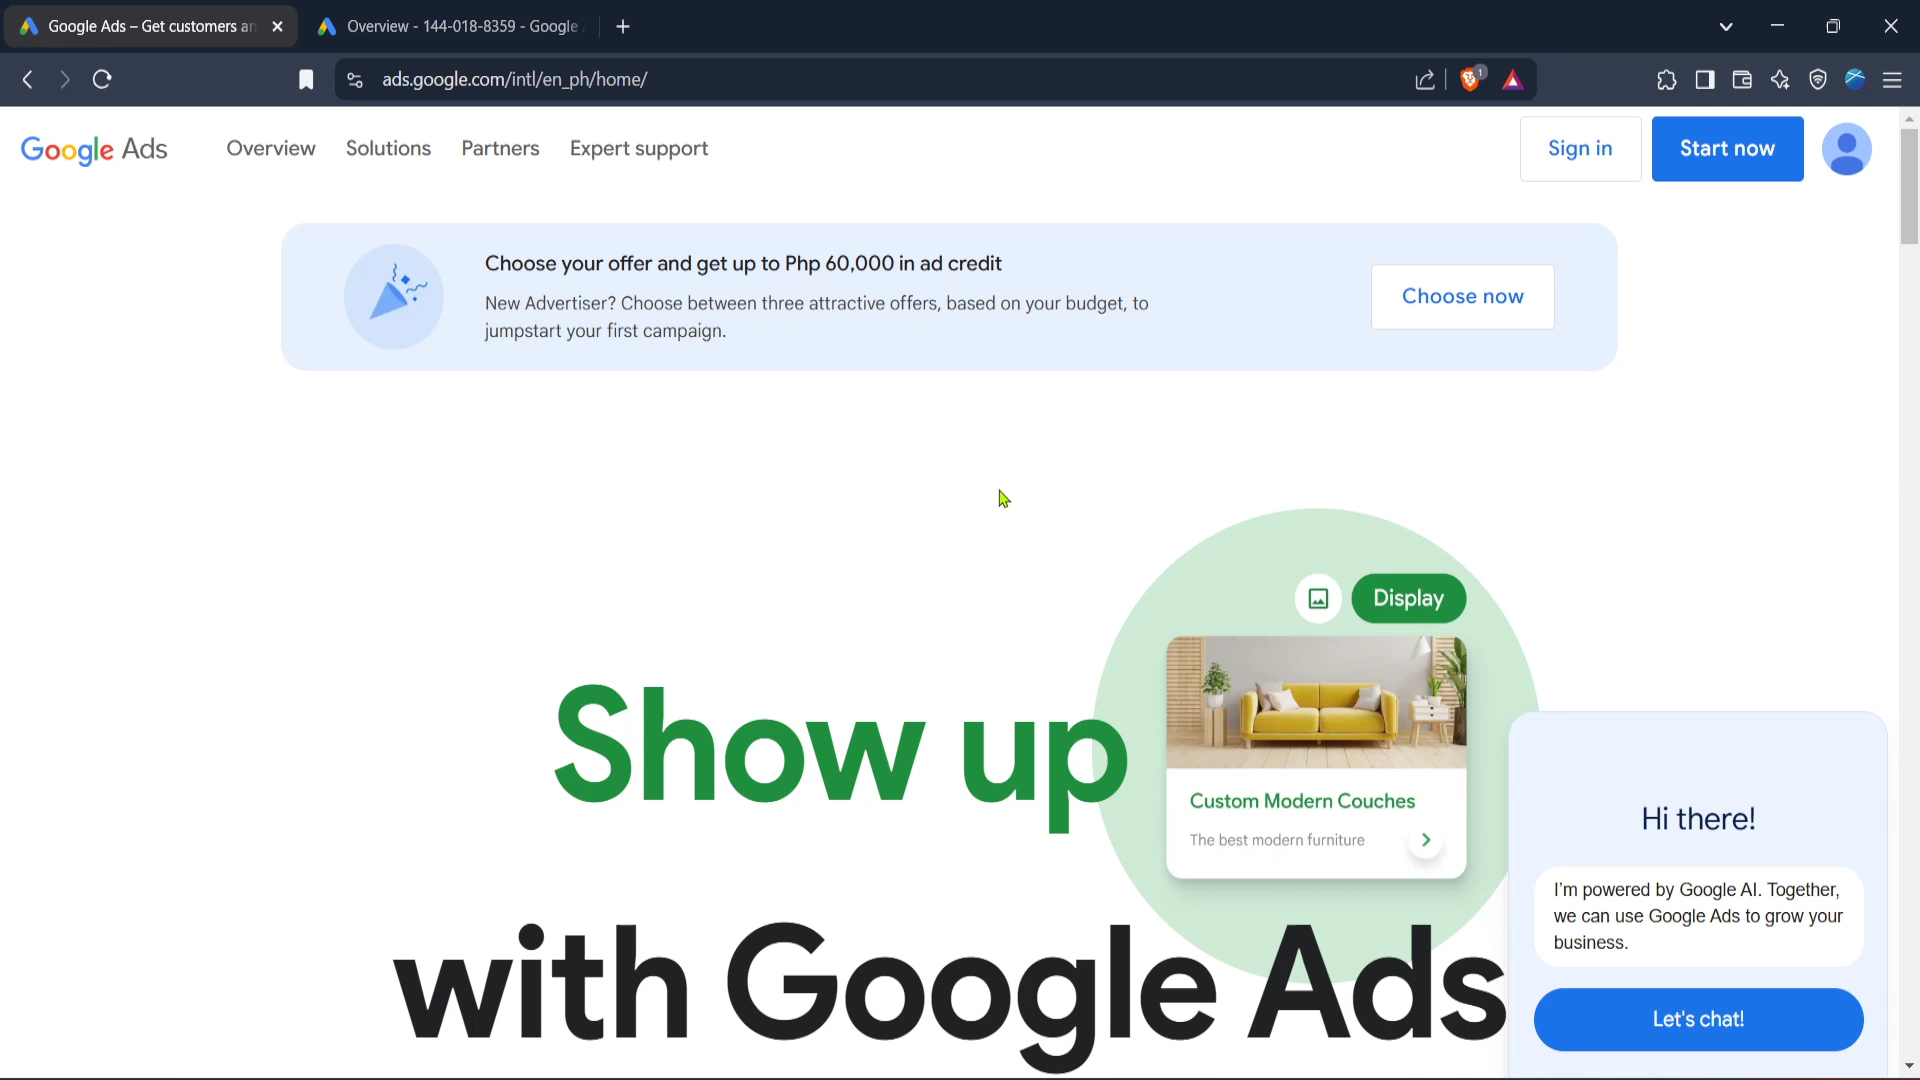 Google Ads – Get customers an
Overview - 144-018-8359 - Google
ads.google.com/intl/en_ph/home/
1
Google Ads
Overview
Solutions
Partners
Expert support
Sign in
Start now
Choose your offer and get up to Php 60,000 in ad credit
New Advertiser? Choose between three attractive offers, based on your budget, to
jumpstart your first campaign.
Choose now
Display
Show up
Custom Modern Couches
The best modern furniture
with Google Ads
Hi there!
I'm powered by Google AI. Together,
we can use Google Ads to grow your
business.
Let's chat!